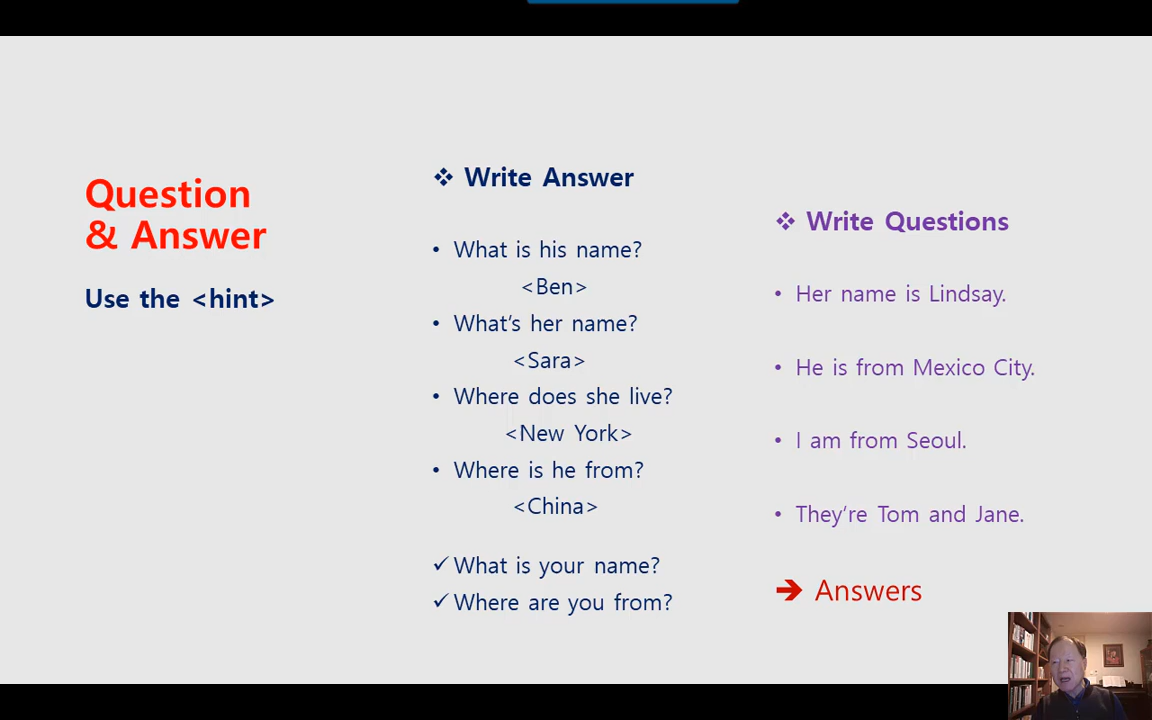 Question
& Answer
Use the <hint>
❖ Write Answer
• What is his name?
<Ben>
• What's her name?
<Sara>
• Where does she live?
<New York>
• Where is he from?
<China>
✓ What is your name?
✓ Where are you from?
❖ Write Questions
• Her name is Lindsay.
• He is from Mexico City.
• I am from Seoul.
• They're Tom and Jane.
➔ Answers